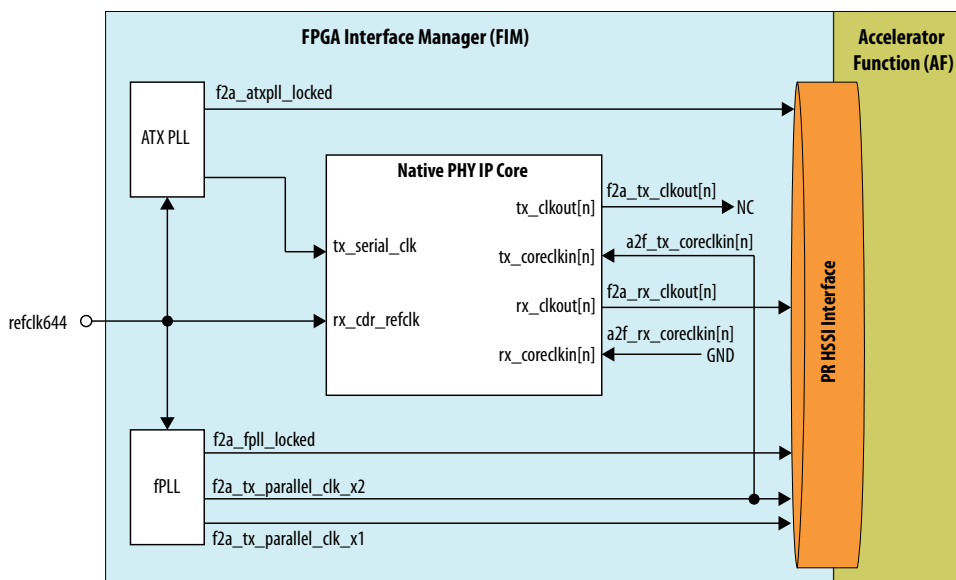 FPGA Interface Manager (FIM)
Accelerator
Function (AF)
f2a_atxpll_locked
ATX PLL
Native PHY IP Core
tx_clkout[n]
f2a_tx_clkout[n]
NC
tx_serial_clk
tx_coreclkin[n]
a2f_tx_coreclkin[n]
rx_clkout[n]
f2a_rx_clkout[n]
refclk644
rx_cdr_refclk
rx_coreclkin[n]
a2f_rx_coreclkin[n]
GND
PR HSSI Interface
f2a_fpll_locked
fPLL
f2a_tx_parallel_clk_x2
f2a_tx_parallel_clk_x1